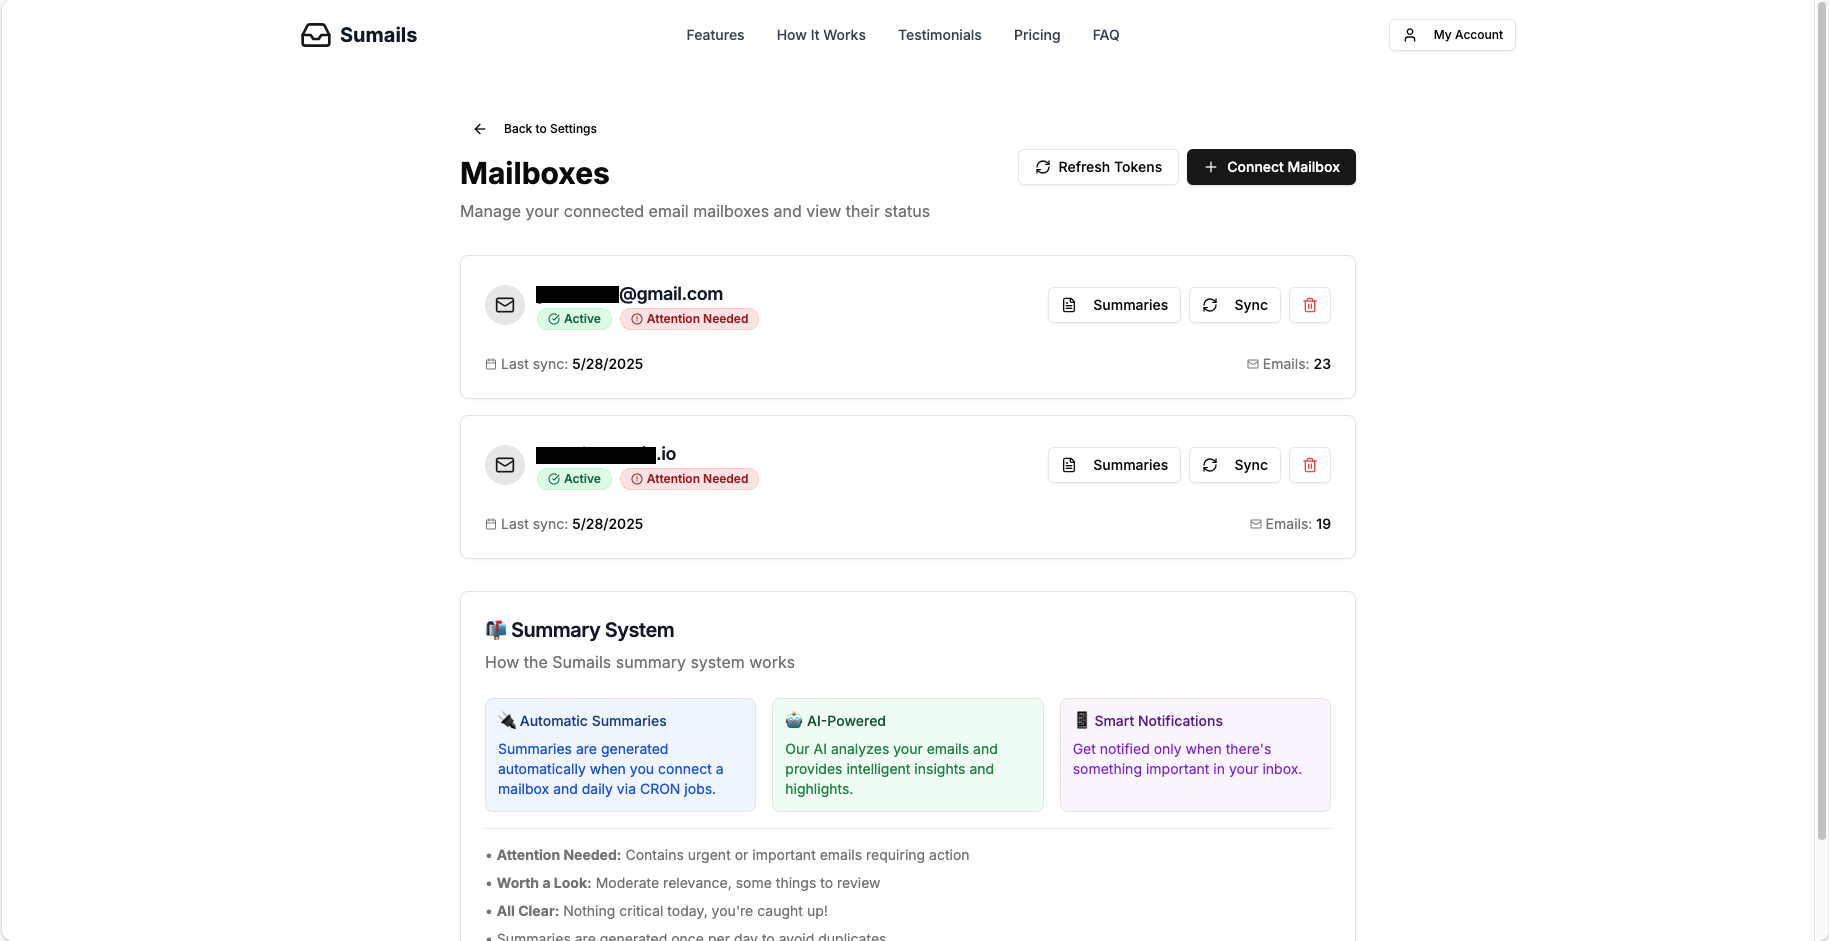 Sumails
Features
How It Works
Testimonials
Pricing
FAQ
My Account
Back to Settings
Mailboxes
Refresh Tokens
Connect Mailbox
Manage your connected email mailboxes and view their status
@gmail.com
Active
Attention Needed
Summaries
Sync
Last sync: 5/28/2025
Emails: 23
.io
Active
Attention Needed
Summaries
Sync
Last sync: 5/28/2025
Emails: 19
Summary System
How the Sumails summary system works
Automatic Summaries
Summaries are generated
automatically when you connect a
mailbox and daily via CRON jobs.
AI-Powered
Our AI analyzes your emails and
provides intelligent insights and
highlights.
Smart Notifications
Get notified only when there's
something important in your inbox.
• Attention Needed: Contains urgent or important emails requiring action
• Worth a Look: Moderate relevance, some things to review
• All Clear: Nothing critical today, you're caught up!
• Summaries are generated once per day to avoid duplicates